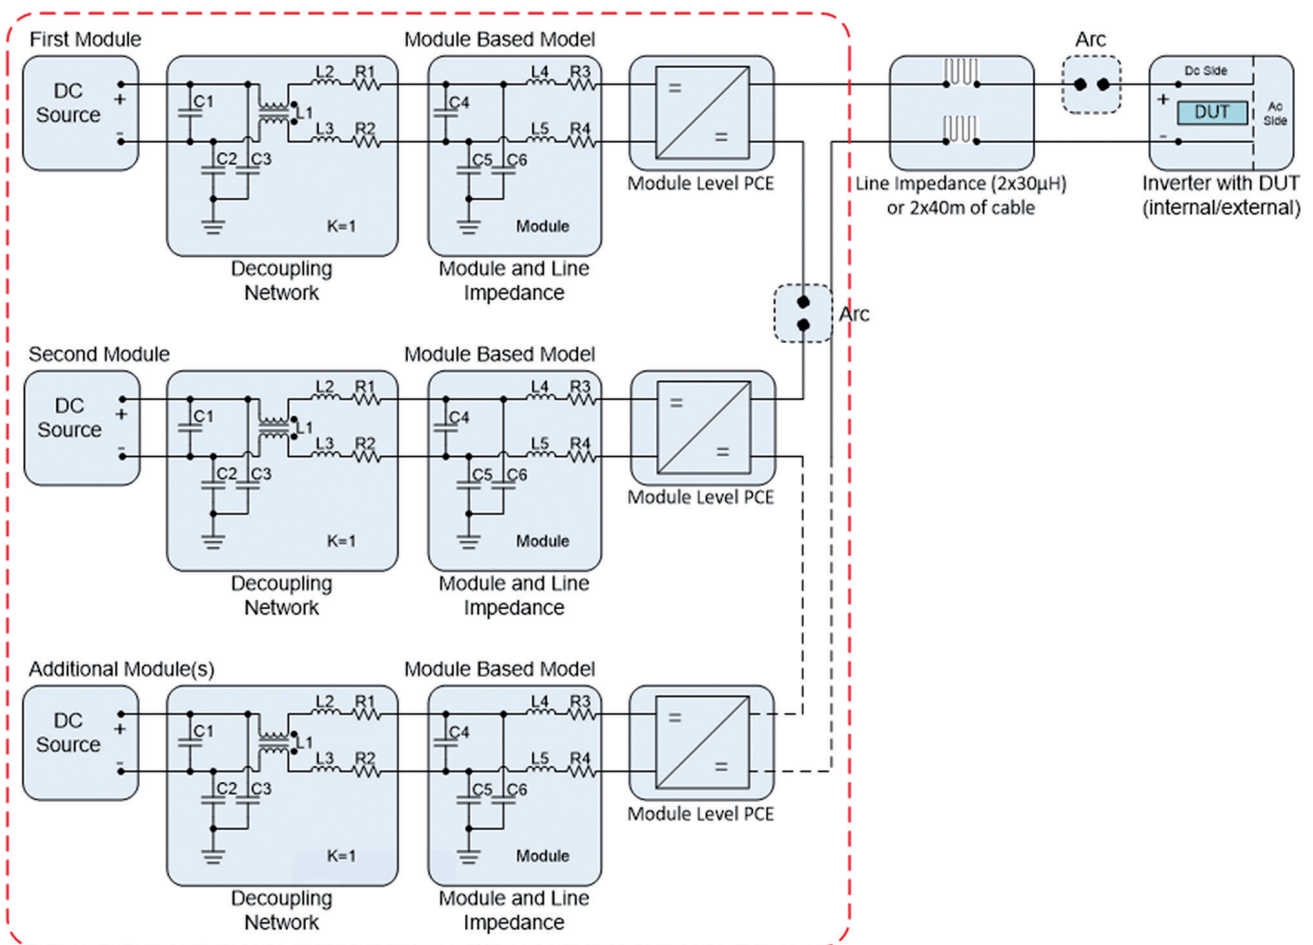 First Module
Module Based Model
Arc
DC
Source
+
-
C1
C2
C3
L1
L2
R1
L3
R2
K=1
Decoupling
Network
C4
C5
C6
L4
R3
L5
R4
Module
Module and Line
Impedance
=
=
Module Level PCE
Line Impedance (2x30µH)
or 2x40m of cable
Dc Side
+
DUT
-
Ac
Side
Inverter with DUT
(internal/external)
Arc
Second Module
Module Based Model
DC
Source
+
-
C1
C2
C3
L1
L2
R1
L3
R2
K=1
Decoupling
Network
C4
C5
C6
L4
R3
L5
R4
Module
Module and Line
Impedance
=
=
Module Level PCE
Additional Module(s)
Module Based Model
DC
Source
+
-
C1
C2
C3
L1
L2
R1
L3
R2
K=1
Decoupling
Network
C4
C5
C6
L4
R3
L5
R4
Module
Module and Line
Impedance
=
=
Module Level PCE